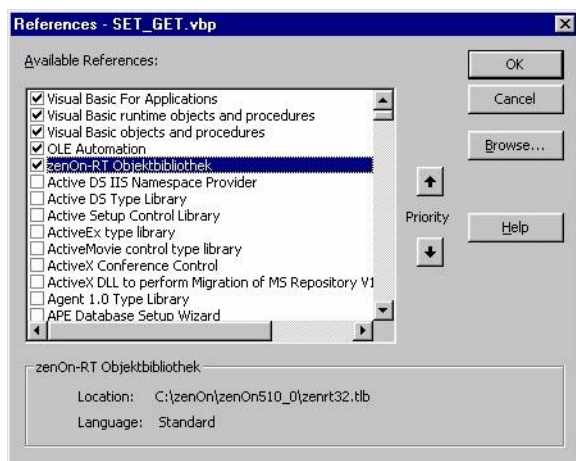 References - SET_GET.vbp
Available References:
Visual Basic For Applications
Visual Basic runtime objects and procedures
Visual Basic objects and procedures
OLE Automation
zenOn-RT Objektbibliothek
Active DS IIS Namespace Provider
Active DS Type Library
Active Setup Control Library
ActiveEx type library
ActiveMovie control type library
ActiveX Conference Control
ActiveX DLL to perform Migration of MS Repository V1
Agent 1.0 Type Library
APE Database Setup Wizard
OK
Cancel
Browse...
Priority
Help
zenOn-RT Objektbibliothek
Location: C:\zenOn\zenOn510_0\zenrt32.tlb
Language: Standard